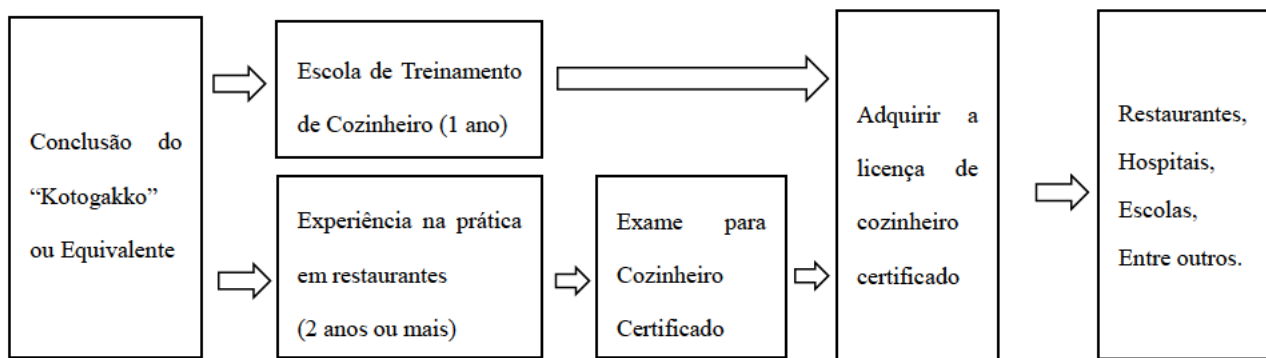 Conclusão do
“Kotogakko”
ou Equivalente
Escola de Treinamento
de Cozinheiro (1 ano)
Experiência na prática
em restaurantes
(2 anos ou mais)
Exame para
Cozinheiro
Certificado
Adquirir a
licença de
cozinheiro
certificado
Restaurantes,
Hospitais,
Escolas,
Entre outros.